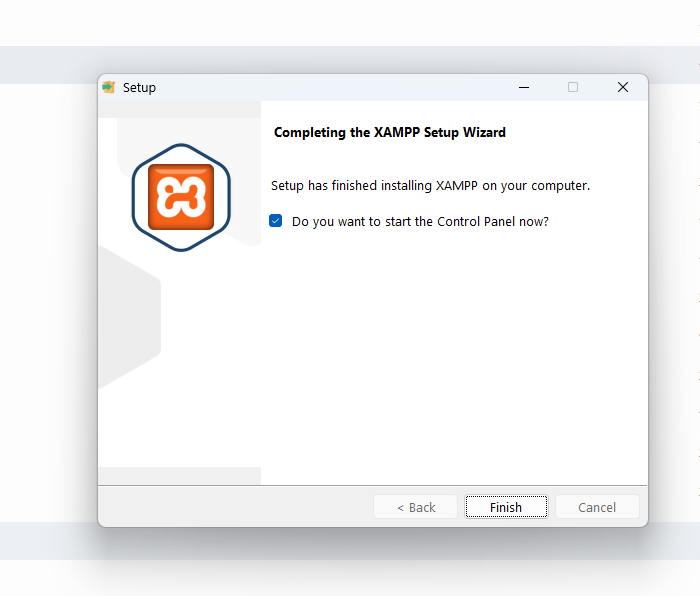 Setup
Completing the XAMPP Setup Wizard
Setup has finished installing XAMPP on your computer.
Do you want to start the Control Panel now?
< Back
Finish
Cancel